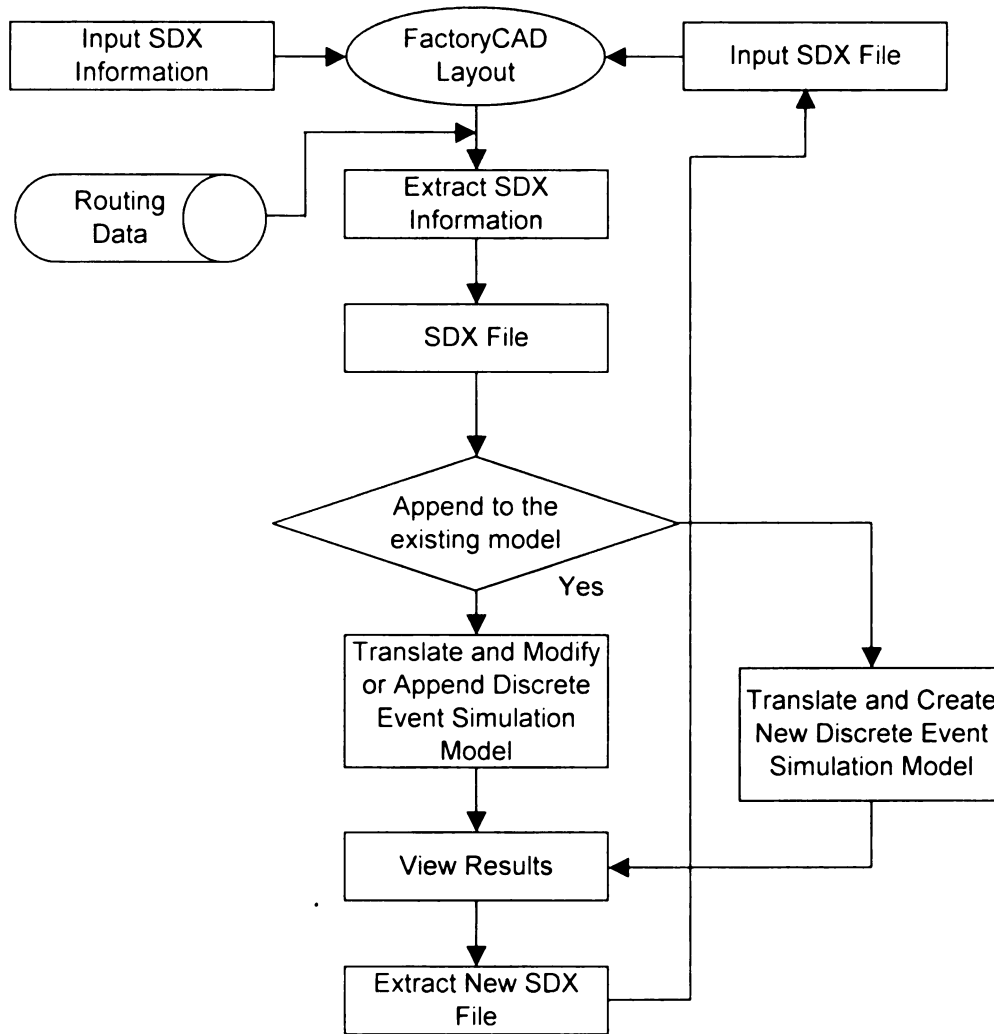 Input SDX
Information
FactoryCAD
Layout
Input SDX File
Routing
Data
Extract SDX
Information
SDX File
Append to the
existing model
Yes
Translate and Modify
or Append Discrete
Event Simulation
Model
Translate and Create
New Discrete Event
Simulation Model
View Results
Extract New SDX
File